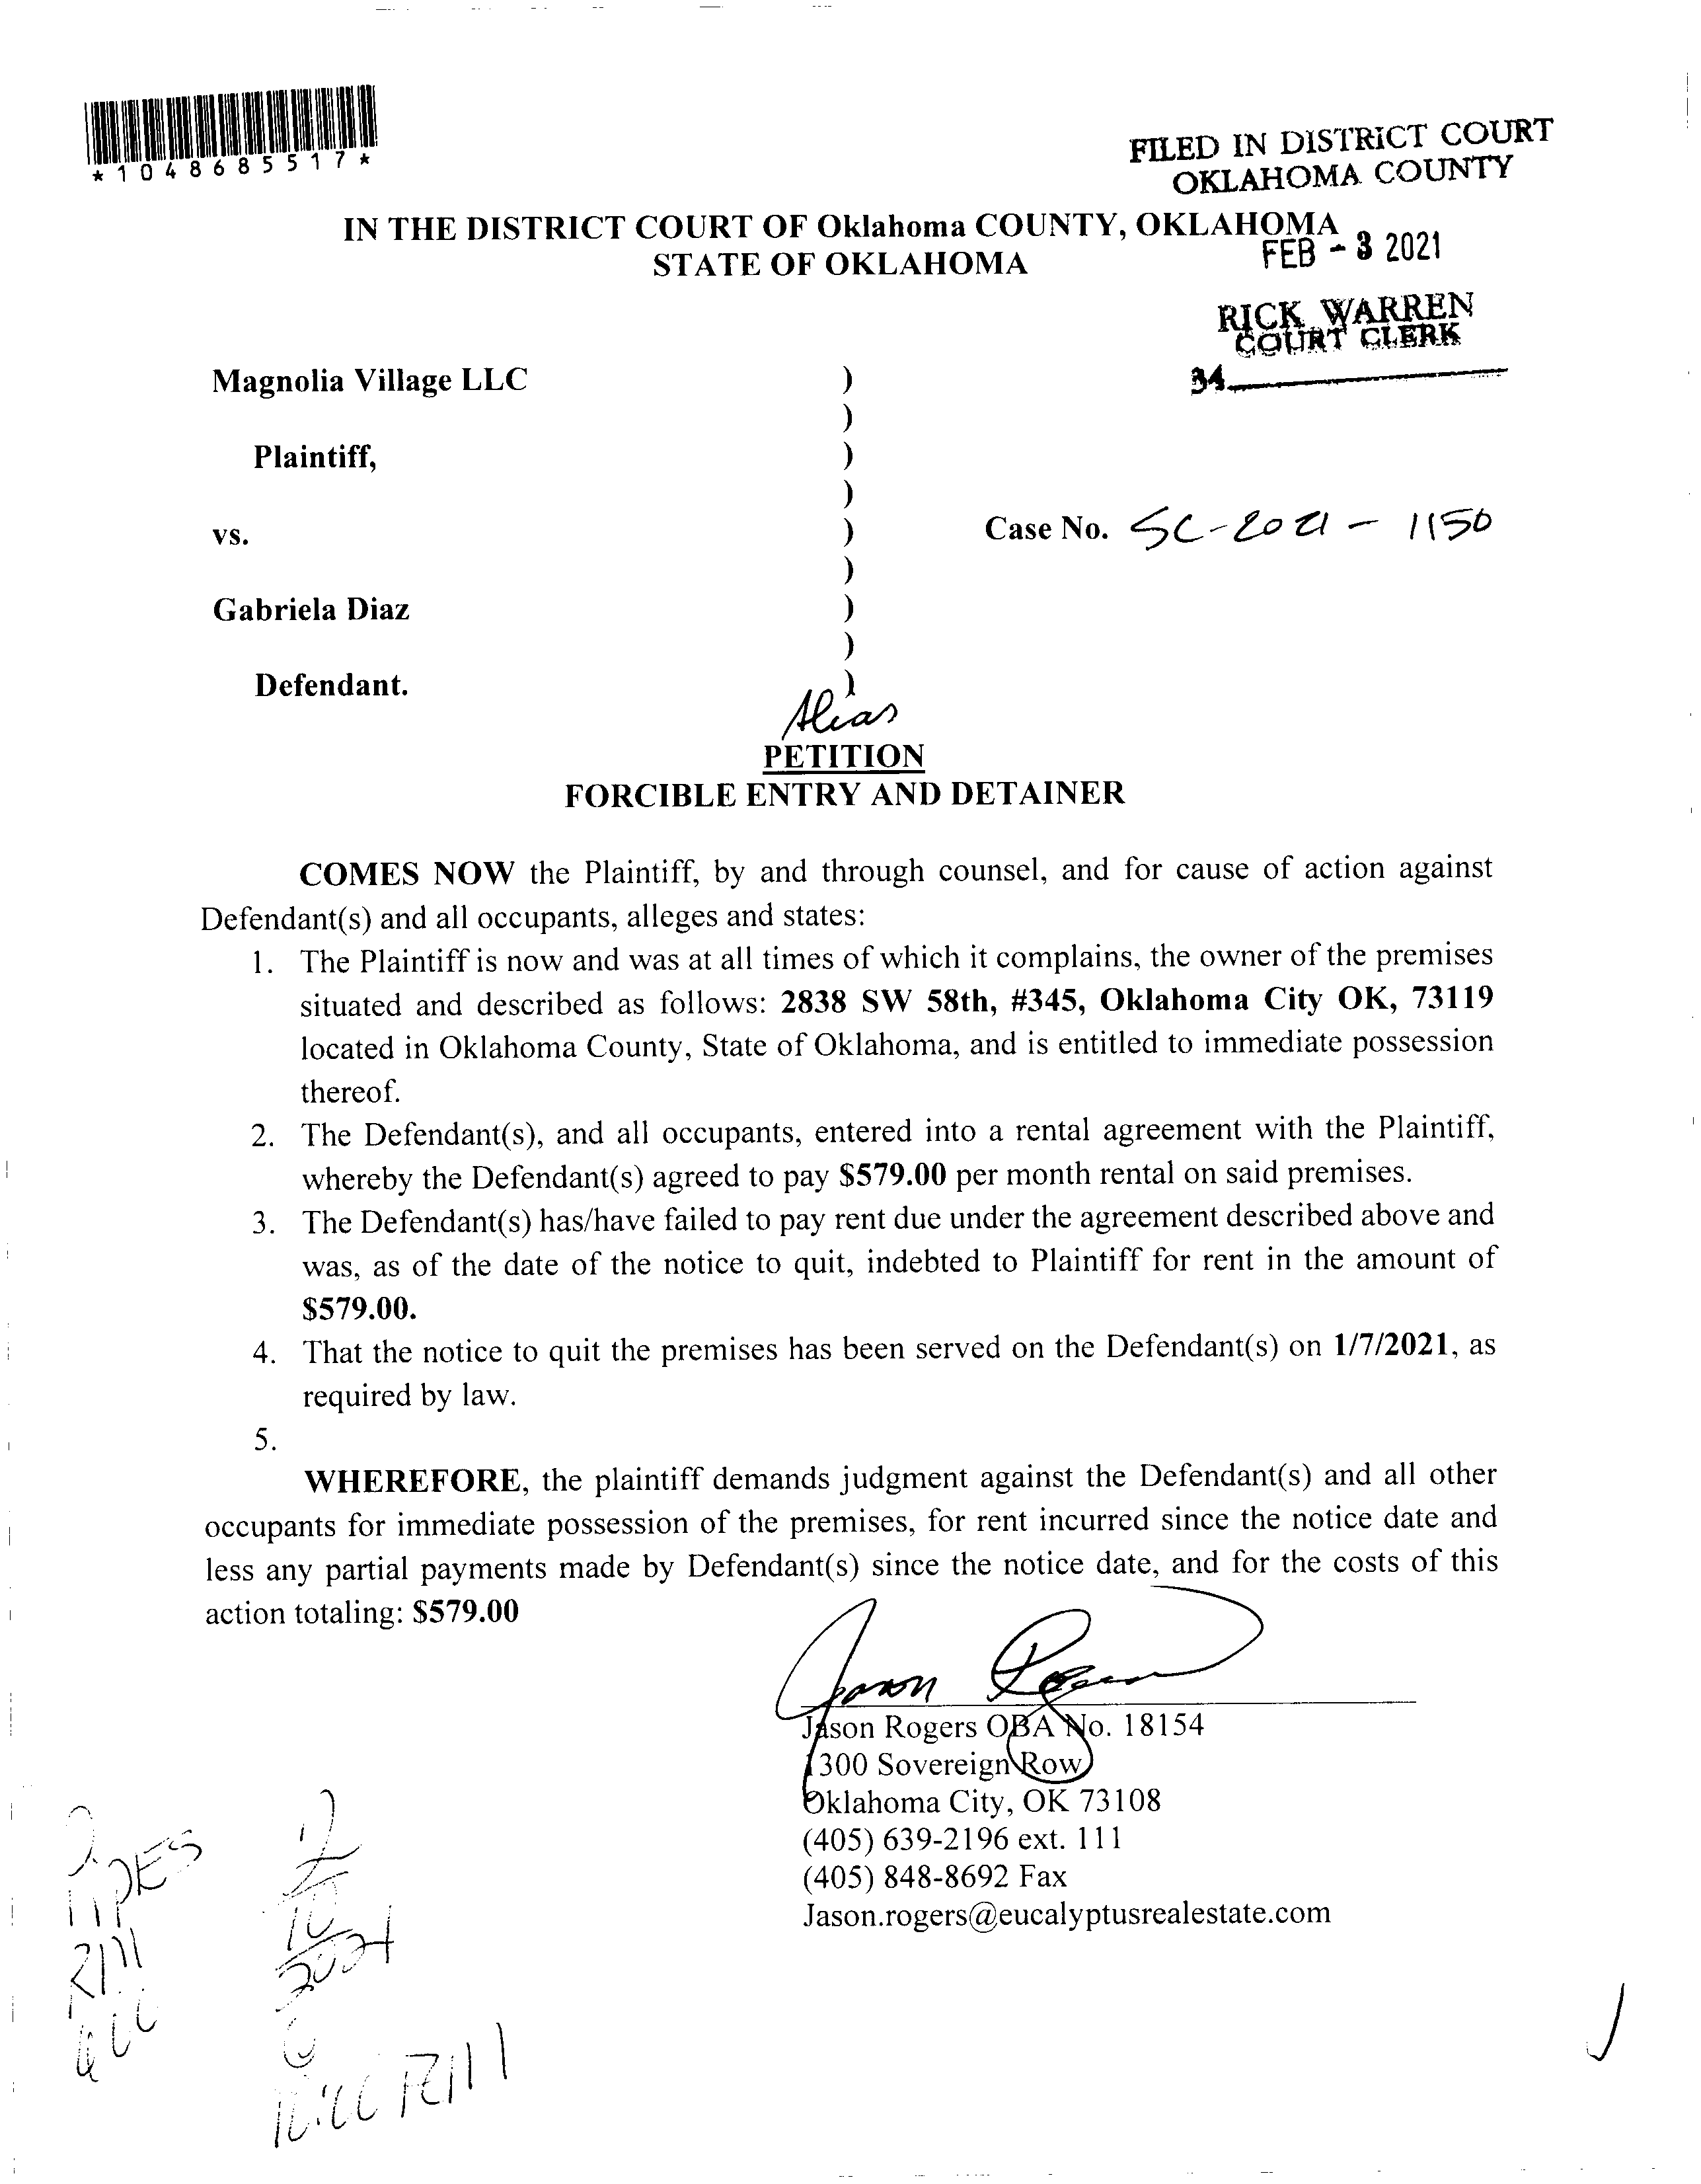 *1048685517*
FILED IN DISTRICT COURT
OKLAHOMA COUNTY
IN THE DISTRICT COURT OF Oklahoma COUNTY, OKLAHOMA
STATE OF OKLAHOMA
FEB - 3 2021
RICK WARREN
COURT CLERK
34
Magnolia Village LLC )
)
Plaintiff, )
)
vs. ) Case No. SC-2021-1150
)
Gabriela Diaz )
)
Defendant. )
Alias
PETITION
FORCIBLE ENTRY AND DETAINER
COMES NOW the Plaintiff, by and through counsel, and for cause of action against
Defendant(s) and all occupants, alleges and states:
1. The Plaintiff is now and was at all times of which it complains, the owner of the premises
situated and described as follows: 2838 SW 58th, #345, Oklahoma City OK, 73119
located in Oklahoma County, State of Oklahoma, and is entitled to immediate possession
thereof.
2. The Defendant(s), and all occupants, entered into a rental agreement with the Plaintiff,
whereby the Defendant(s) agreed to pay $579.00 per month rental on said premises.
3. The Defendant(s) has/have failed to pay rent due under the agreement described above and
was, as of the date of the notice to quit, indebted to Plaintiff for rent in the amount of
$579.00.
4. That the notice to quit the premises has been served on the Defendant(s) on 1/7/2021, as
required by law.
5.
WHEREFORE, the plaintiff demands judgment against the Defendant(s) and all other
occupants for immediate possession of the premises, for rent incurred since the notice date and
less any partial payments made by Defendant(s) since the notice date, and for the costs of this
action totaling: $579.00
Jason Rogers
Jason Rogers OBA No. 18154
1300 Sovereign Row
Oklahoma City, OK 73108
(405) 639-2196 ext. 111
(405) 848-8692 Fax
Jason.rogers@eucalyptusrealestate.com